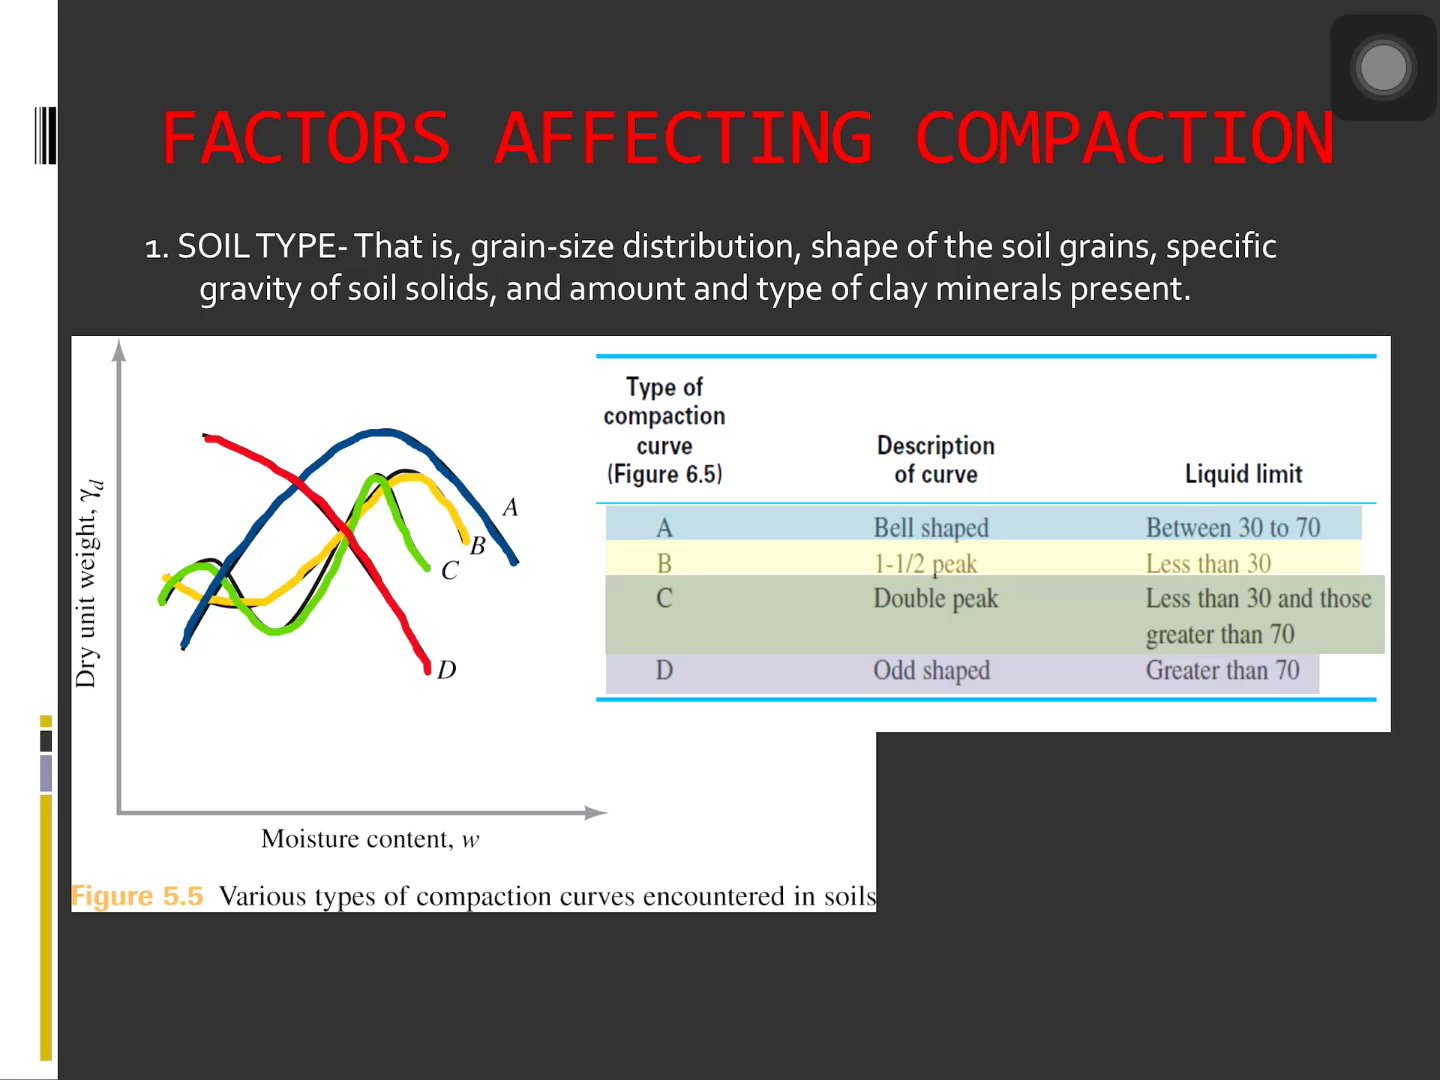 FACTORS AFFECTING COMPACTION
1. SOIL TYPE- That is, grain-size distribution, shape of the soil grains, specific
gravity of soil solids, and amount and type of clay minerals present.
Dry unit weight, γd
A
B
C
D
Moisture content, w
Figure 5.5 Various types of compaction curves encountered in soils
Type of
compaction
curve
(Figure 6.5)
Description
of curve
Liquid limit
A Bell shaped Between 30 to 70
B 1-1/2 peak Less than 30
C Double peak Less than 30 and those
greater than 70
D Odd shaped Greater than 70